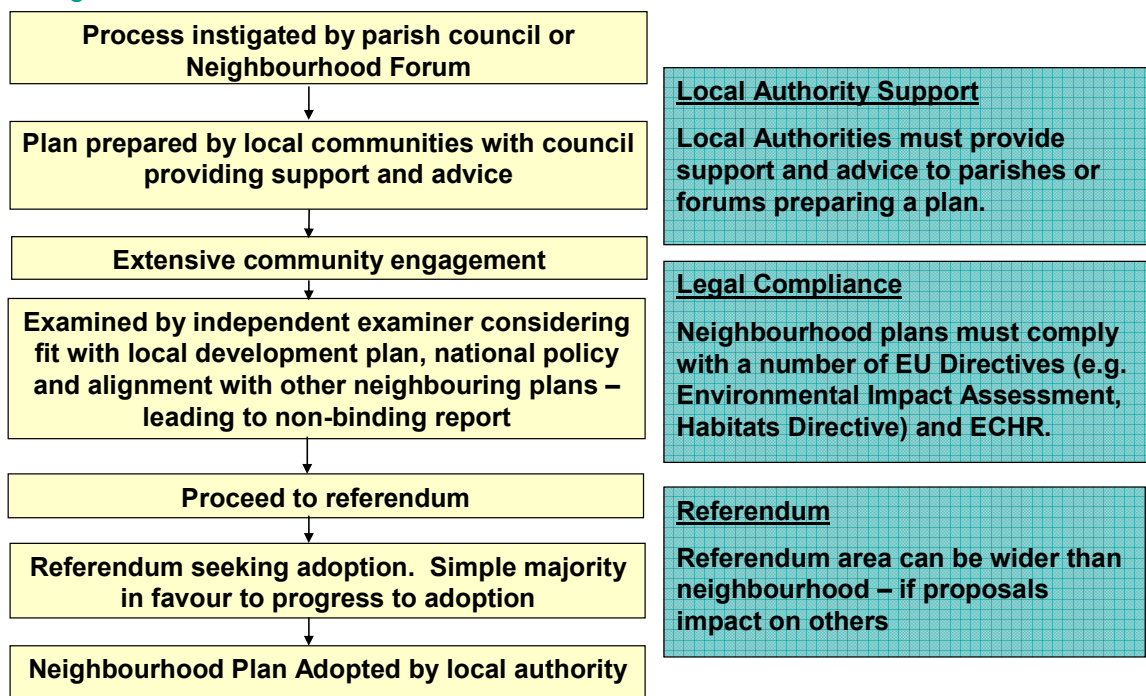 Process instigated by parish council or
Neighbourhood Forum
Plan prepared by local communities with council
providing support and advice
Extensive community engagement
Examined by independent examiner considering
fit with local development plan, national policy
and alignment with other neighbouring plans –
leading to non-binding report
Proceed to referendum
Referendum seeking adoption.  Simple majority
in favour to progress to adoption
Neighbourhood Plan Adopted by local authority
Local Authority Support
Local Authorities must provide
support and advice to parishes or
forums preparing a plan.
Legal Compliance
Neighbourhood plans must comply
with a number of EU Directives (e.g.
Environmental Impact Assessment,
Habitats Directive) and ECHR.
Referendum
Referendum area can be wider than
neighbourhood – if proposals
impact on others